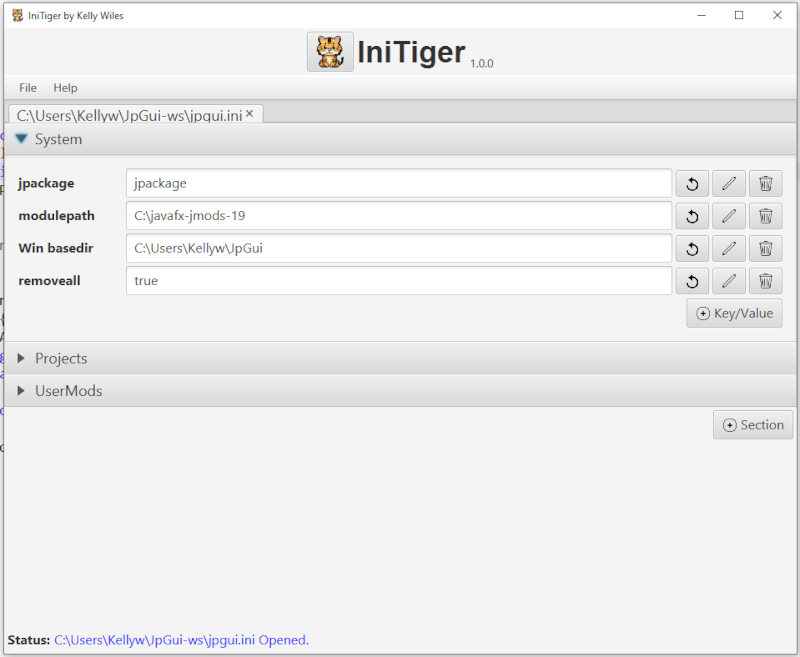 IniTiger by Kelly Wiles
IniTiger 1.0.0
File Help
C:\Users\Kellyw\JpGui-ws\jpgui.ini
System
jpackage jpackage
modulepath C:\javafx-jmods-19
Win basedir C:\Users\Kellyw\JpGui
removeall true
Key/Value
Projects
UserMods
Section
Status: C:\Users\Kellyw\JpGui-ws\jpgui.ini Opened.